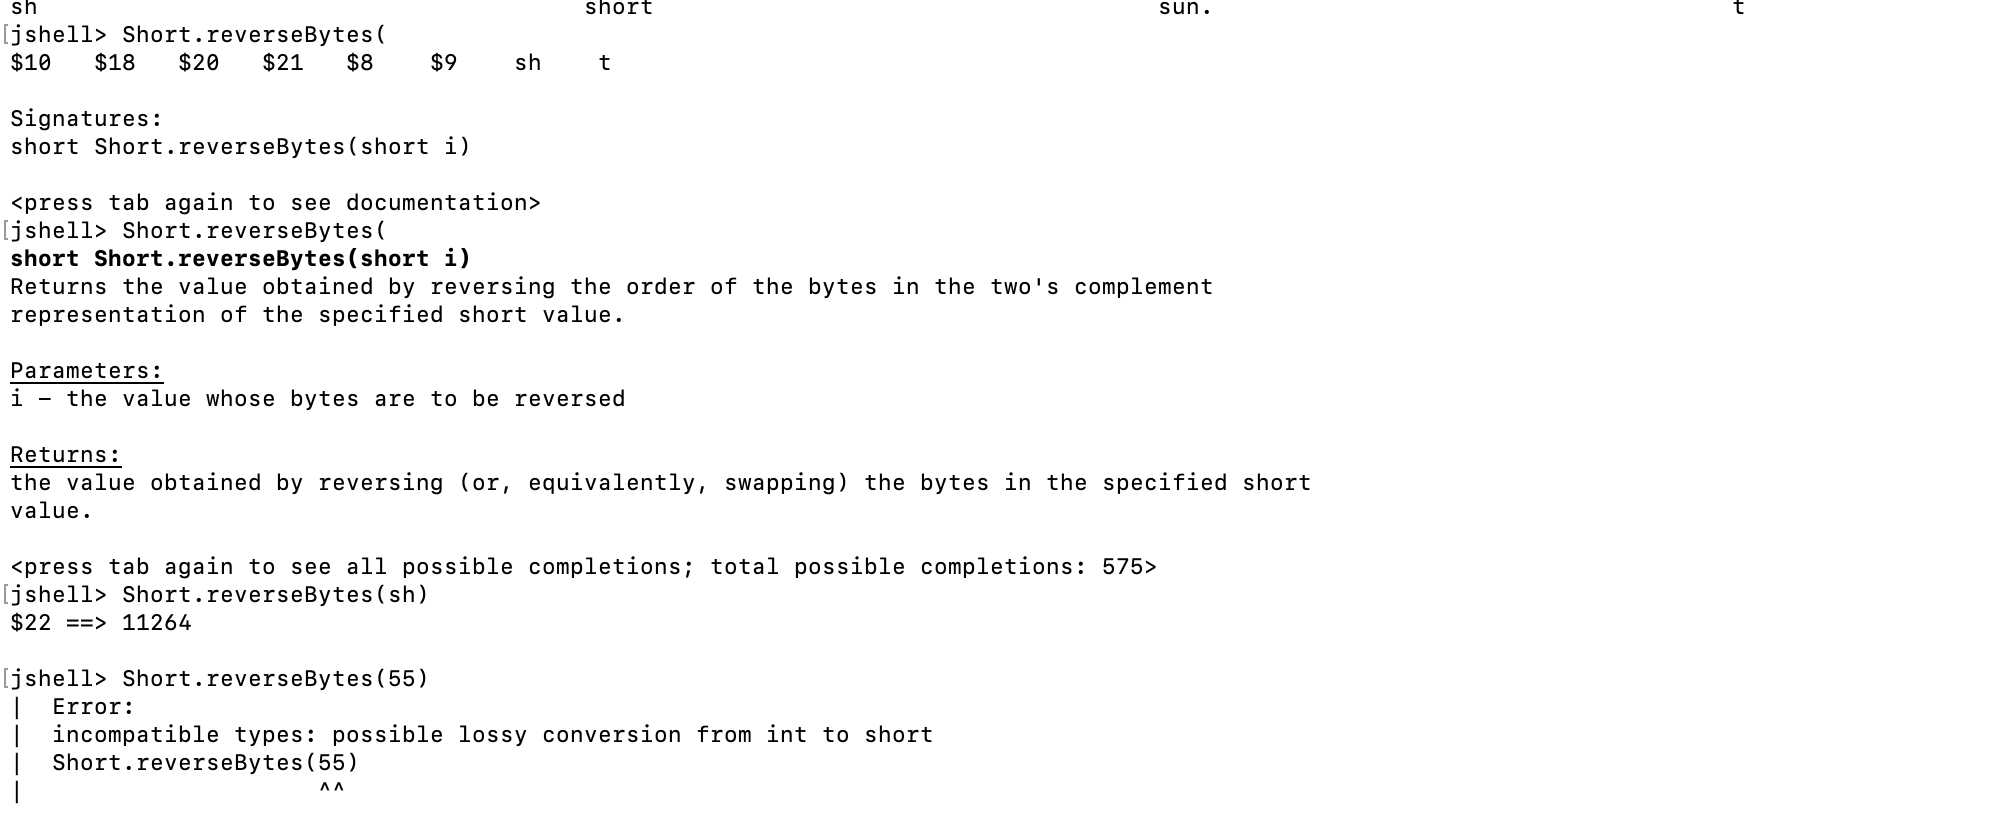 sh short sun. t
[jshell> Short.reverseBytes(
$10 $18 $20 $21 $8 $9 sh t
Signatures:
short Short.reverseBytes(short i)
<press tab again to see documentation>
[jshell> Short.reverseBytes(
short Short.reverseBytes(short i)
Returns the value obtained by reversing the order of the bytes in the two's complement
representation of the specified short value.
Parameters:
i – the value whose bytes are to be reversed
Returns:
the value obtained by reversing (or, equivalently, swapping) the bytes in the specified short
value.
<press tab again to see all possible completions; total possible completions: 575>
[jshell> Short.reverseBytes(sh)
$22 ==> 11264
[jshell> Short.reverseBytes(55)
| Error:
| incompatible types: possible lossy conversion from int to short
| Short.reverseBytes(55)
| ^^